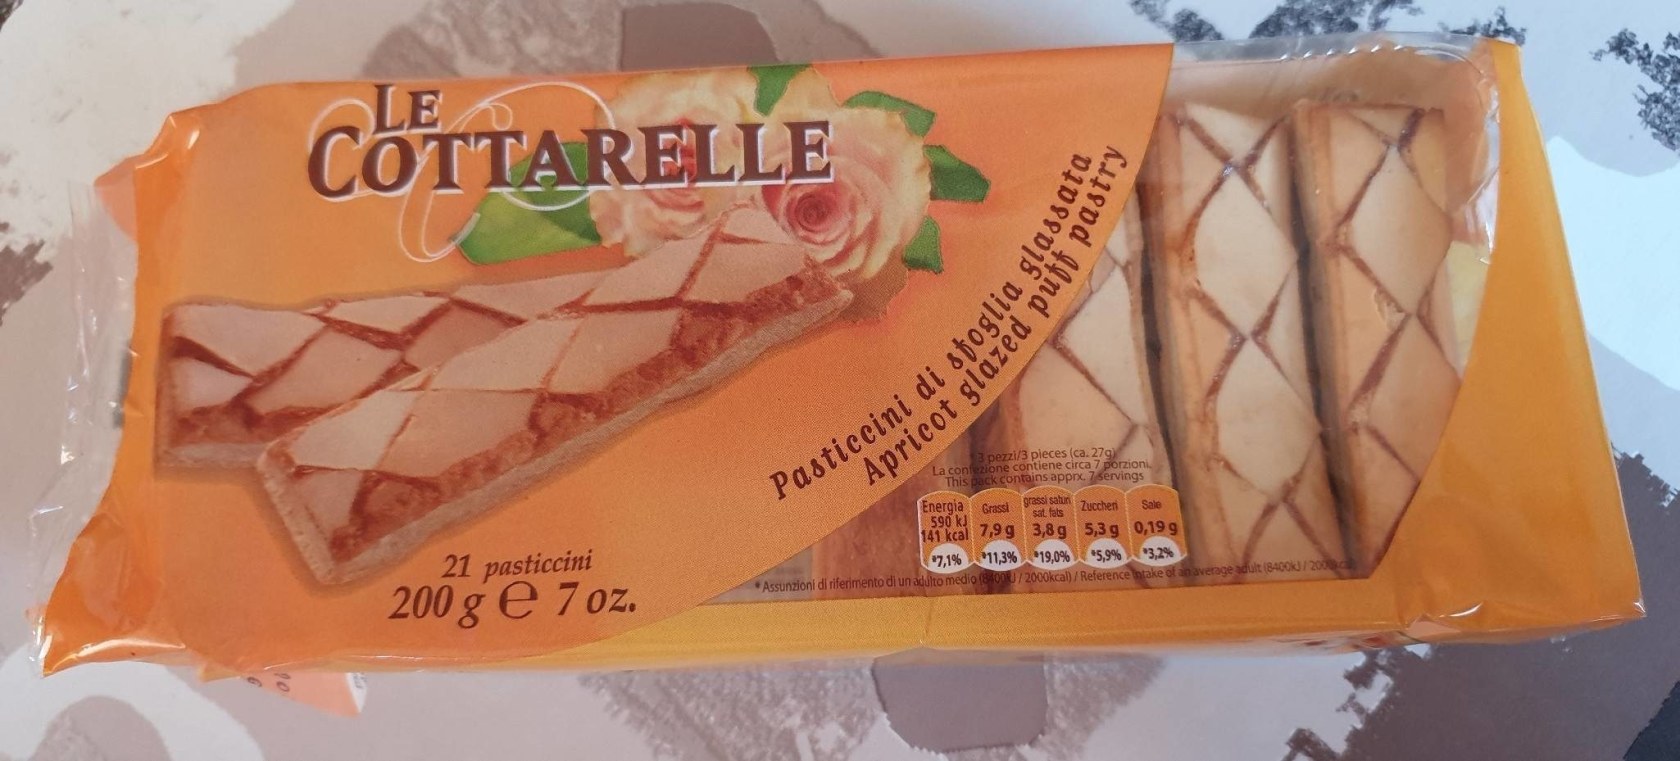 LE
COTTARELLE
Pasticcini di sfoglia glassata
Apricot glazed puff pastry
3 pezzi/3 pieces (ca. 27g)
La confezione contiene circa 7 porzioni.
This pack contains apprx. 7 servings
Energia
590 kJ
141 kcal
*7,1%
Grassi
7,9 g
*11,3%
grassi saturi
sat. fats
3,8 g
*19,0%
Zuccheri
5,3 g
*5,9%
Sale
0,19 g
*3,2%
* Assunzioni di riferimento di un adulto medio (8400kJ / 2000kcal) / Reference intake of an average adult (8400kJ / 2000kcal)
21 pasticcini
200 g e 7 oz.